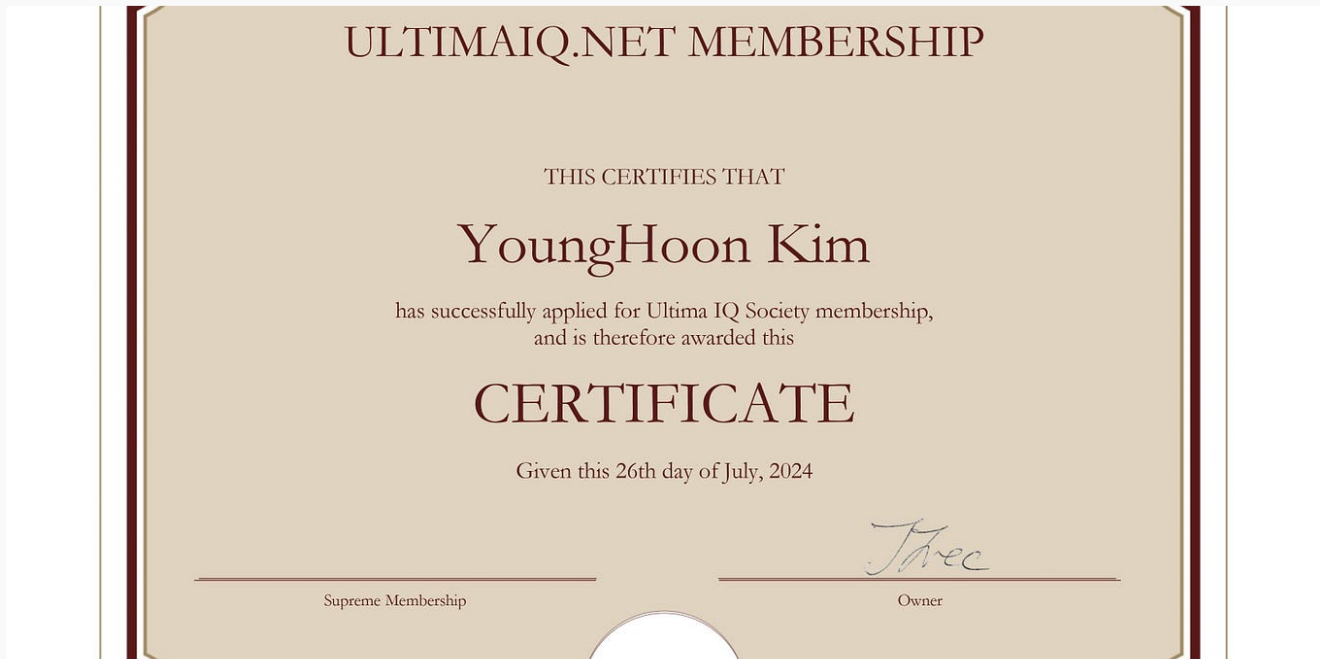 ULTIMAIQ.NET MEMBERSHIP
THIS CERTIFIES THAT
YoungHoon Kim
has successfully applied for Ultima IQ Society membership,
and is therefore awarded this
CERTIFICATE
Given this 26th day of July, 2024
Supreme Membership
Owner